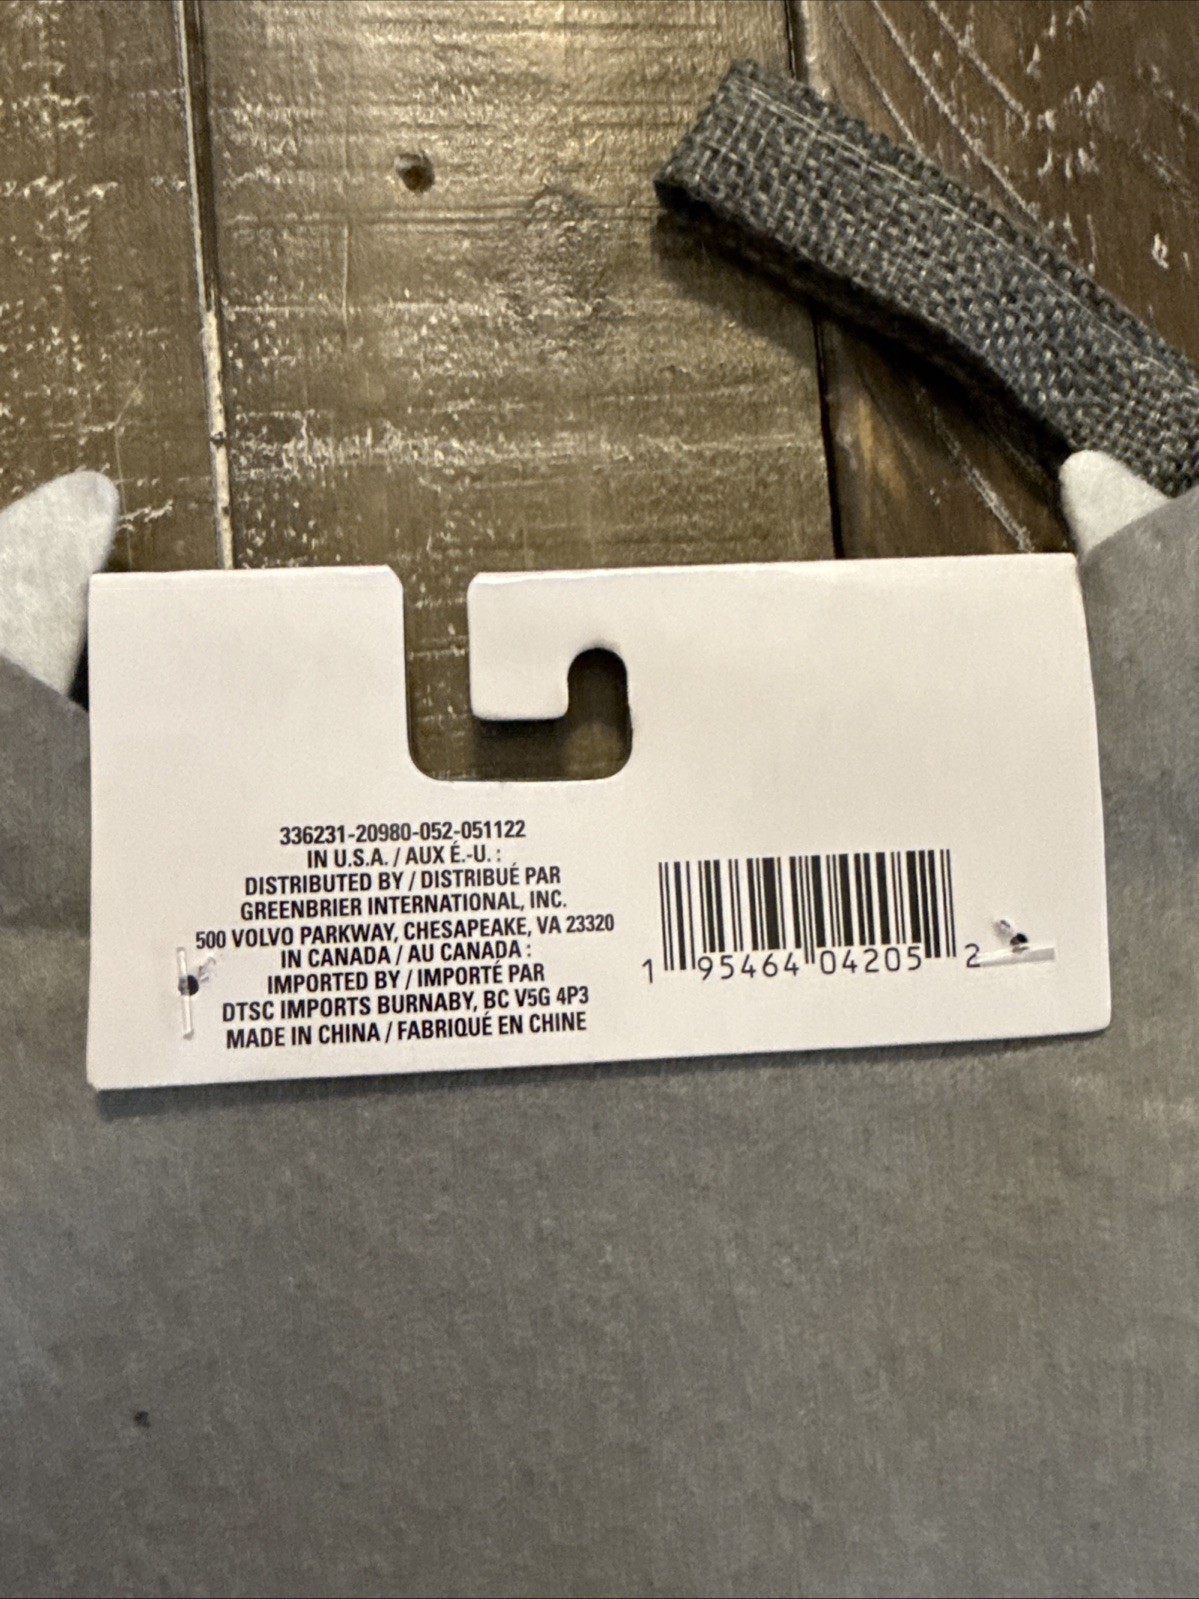 336231-20980-052-051122
IN U.S.A. / AUX É.-U. :
DISTRIBUTED BY / DISTRIBUÉ PAR
GREENBRIER INTERNATIONAL, INC.
500 VOLVO PARKWAY, CHESAPEAKE, VA 23320
IN CANADA / AU CANADA :
IMPORTED BY / IMPORTÉ PAR
DTSC IMPORTS BURNABY, BC V5G 4P3
MADE IN CHINA / FABRIQUÉ EN CHINE
1 95464 04205 2